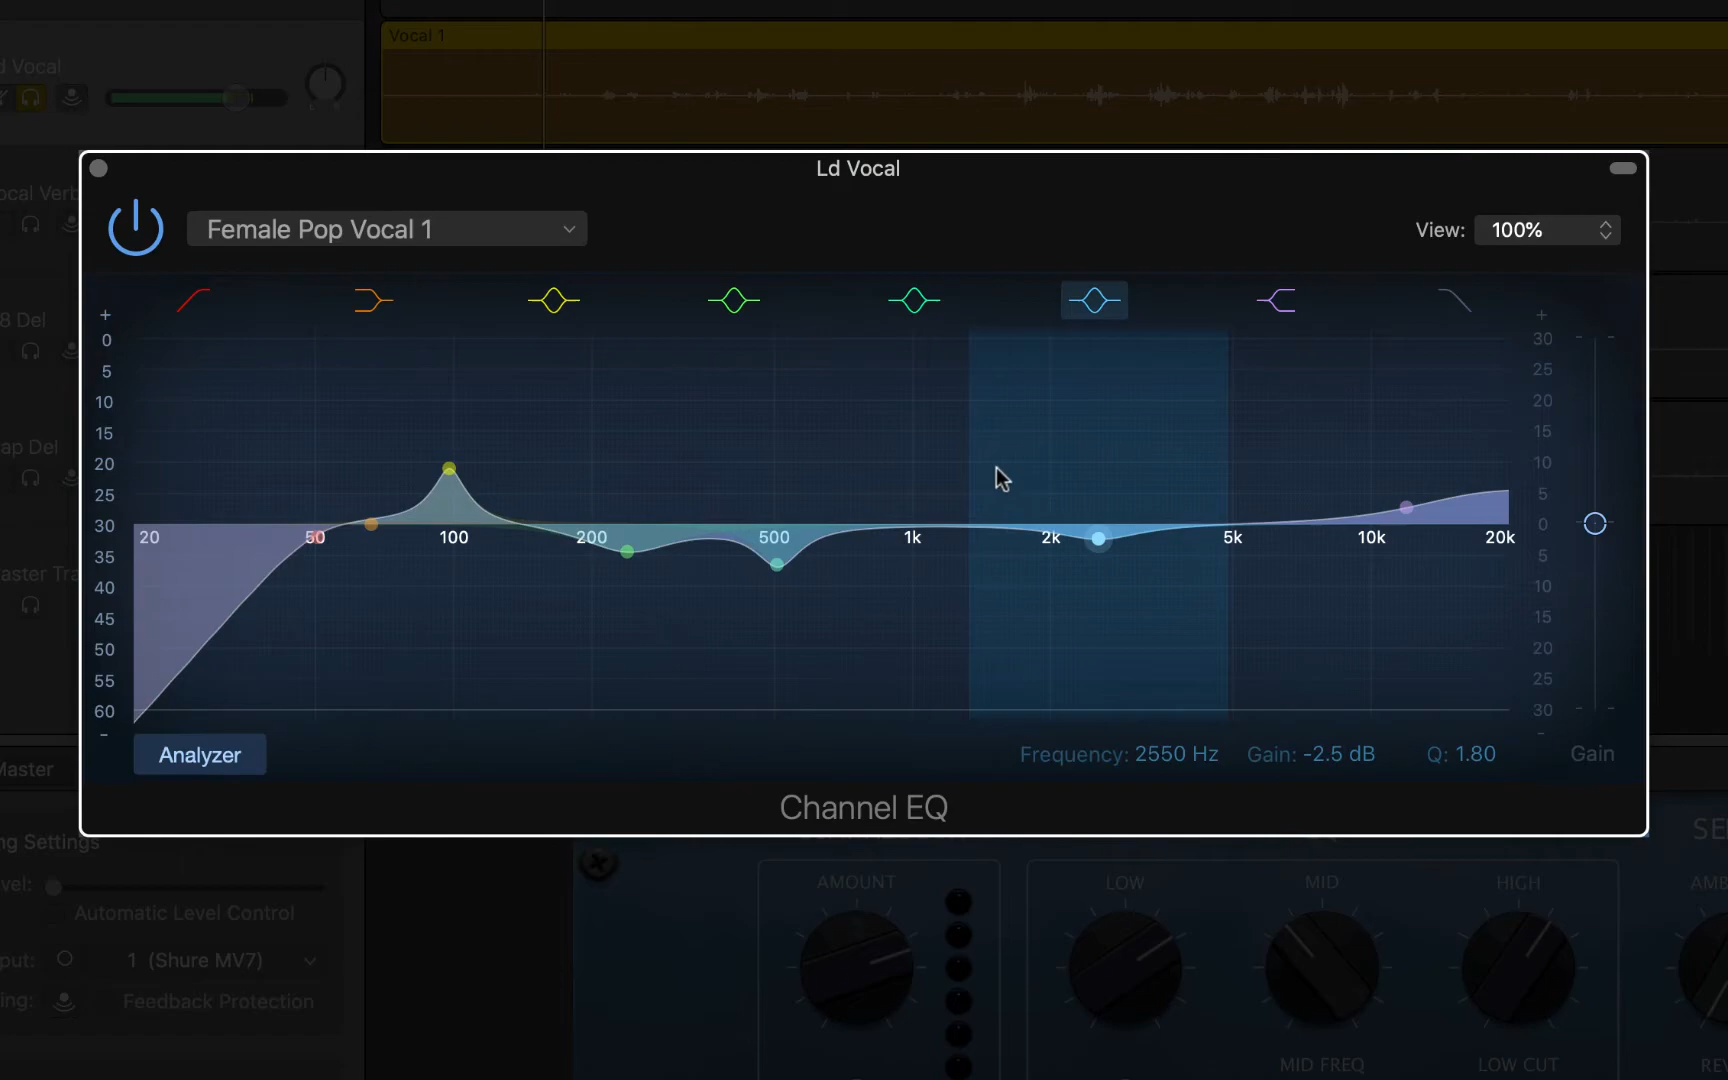 Vocal 1
d Vocal
Ld Vocal
Female Pop Vocal 1
View: 100%
ocal Verb
8 Del
ap Del
aster Tra
Master
+ +
0 30
5 25
10 20
15 15
20 10
25 5
30 20 50 100 200 500 1k 2k 5k 10k 20k 0
35 5
40 10
45 15
50 20
55 25
60 30
- -
Analyzer Frequency: 2550 Hz Gain: -2.5 dB Q: 1.80 Gain
Channel EQ
ng Settings
vel:
Automatic Level Control
put: 1 (Shure MV7)
ing: Feedback Protection
AMOUNT LOW MID HIGH AMB
MID FREQ LOW CUT RE
SE